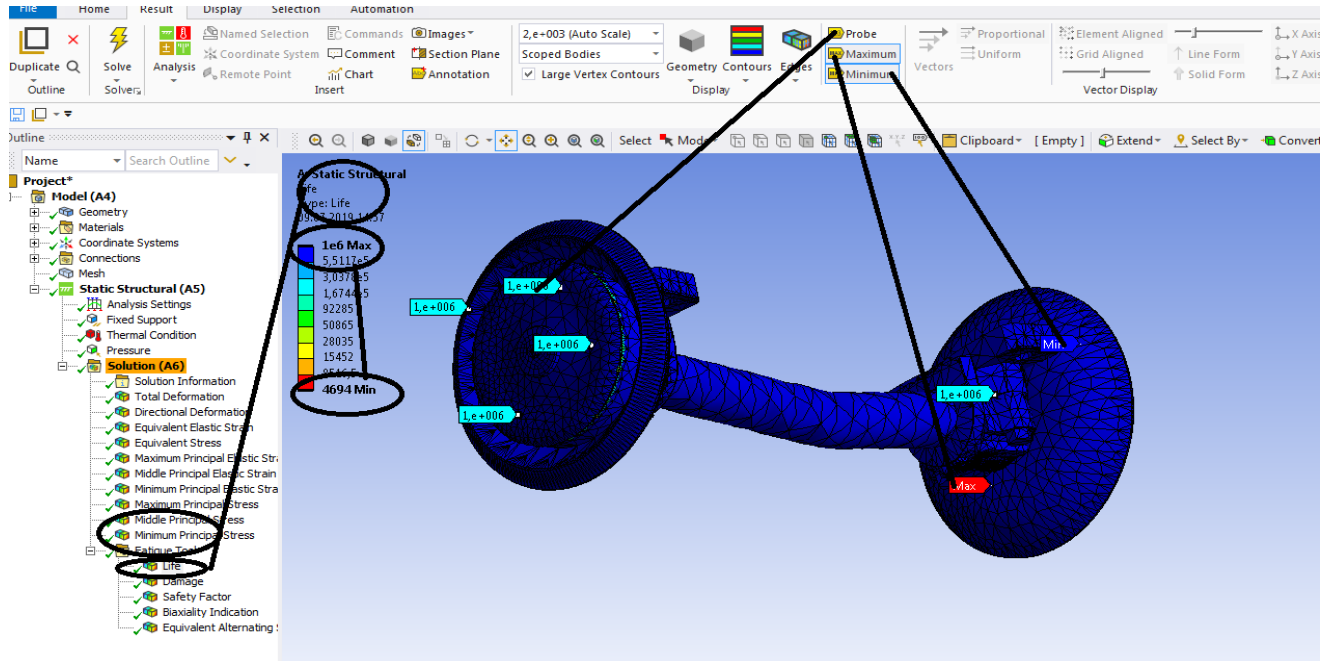 File Home Result Display Selection Automation
Named Selection Commands Images 2,e+003 (Auto Scale) Probe Proportional Element Aligned X Axis
Duplicate Solve Analysis Coordinate System Comment Section Plane Scoped Bodies Geometry Contours Edges Maximum Vectors Uniform Grid Aligned Line Form Y Axis
Remote Point Chart Annotation Large Vertex Contours Minimum Solid Form Z Axis
Outline Solver Insert Display Vector Display
Outline Select Mode Clipboard [ Empty ] Extend Select By Convert
Name Search Outline
Project*
Model (A4)
Geometry
Materials
Coordinate Systems
Connections
Mesh
Static Structural (A5)
Analysis Settings
Fixed Support
Thermal Condition
Pressure
Solution (A6)
Solution Information
Total Deformation
Directional Deformation
Equivalent Elastic Strain
Equivalent Stress
Maximum Principal Elastic Stra
Middle Principal Elastic Strain
Minimum Principal Elastic Stra
Maximum Principal Stress
Middle Principal Stress
Minimum Principal Stress
Fatigue Tool
Life
Damage
Safety Factor
Biaxiality Indication
Equivalent Alternating
A: Static Structural
Life
Type: Life
1e6 Max
5,5117e5
3,0378e5
1,6744e5
92285
50865
28035
15452
4694 Min
1,e+006
1,e+006
1,e+006
1,e+006
1,e+006
Min
Max